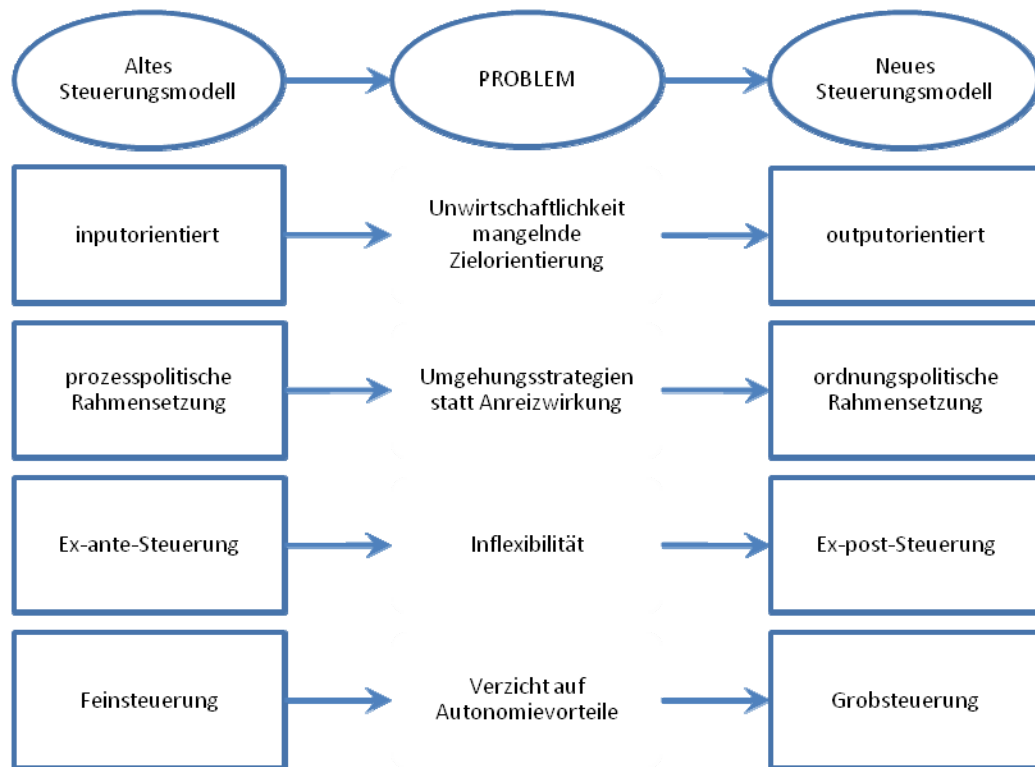 Altes
Steuerungsmodell
PROBLEM
Neues
Steuerungsmodell
inputorientiert
Unwirtschaftlichkeit
mangelnde
Zielorientierung
outputorientiert
prozesspolitische
Rahmensetzung
Umgehungsstrategien
statt Anreizwirkung
ordnungspolitische
Rahmensetzung
Ex-ante-Steuerung
Inflexibilität
Ex-post-Steuerung
Feinsteuerung
Verzicht auf
Autonomievorteile
Grobsteuerung